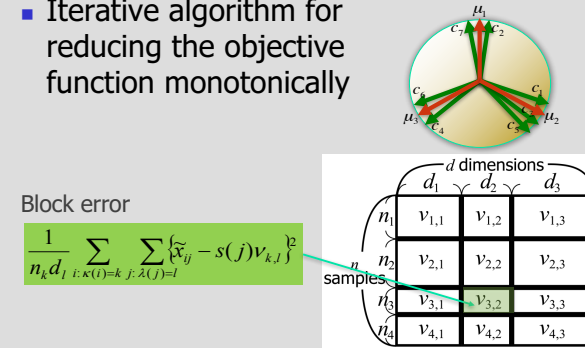 Iterative algorithm for
reducing the objective
function monotonically
μ₁
c₇ c₂
c₆ c₁
μ₃ c₄ c₅ μ₂
Block error
1/(nₖdₗ) ∑_{i: κ(i)=k} ∑_{j: λ(j)=l} {x̃ᵢⱼ − s(j)νₖ,ₗ}²
d dimensions
d₁ d₂ d₃
n₁ v₁,₁ v₁,₂ v₁,₃
n₂ v₂,₁ v₂,₂ v₂,₃
n
samples
n₃ v₃,₁ v₃,₂ v₃,₃
n₄ v₄,₁ v₄,₂ v₄,₃